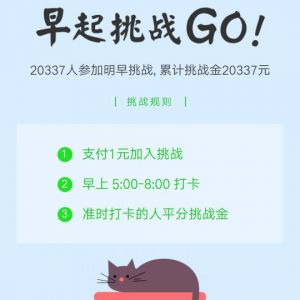 早起挑战GO!
20337人参加明早挑战, 累计挑战金20337元
| 挑战规则 |
1 支付1元加入挑战
2 早上 5:00-8:00 打卡
3 准时打卡的人平分挑战金